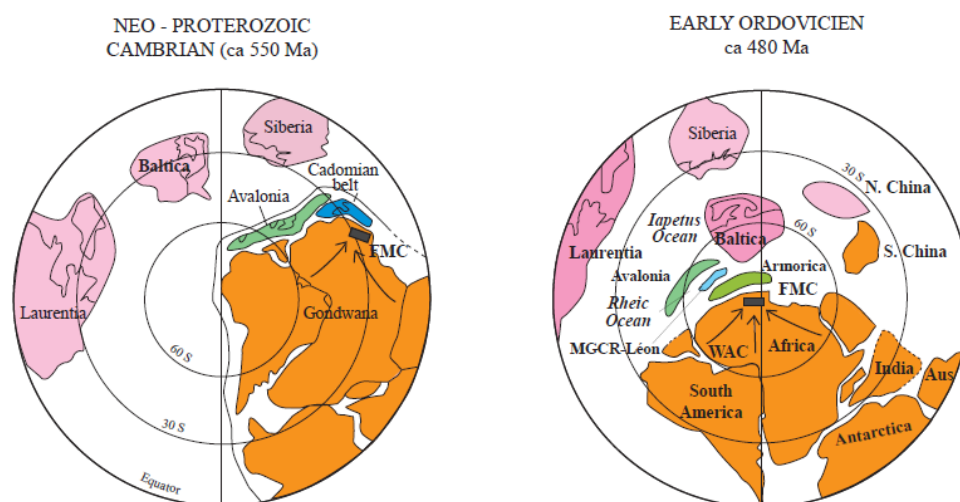 NEO - PROTEROZOIC
CAMBRIAN (ca 550 Ma)
Siberia
Baltica
Cadomian
belt
Avalonia
FMC
Laurentia
Gondwana
60 S
30 S
Equator
EARLY ORDOVICIEN
ca 480 Ma
Siberia
30 S
N. China
60 S
Iapetus
Ocean
Baltica
S. China
Laurentia
Avalonia
Armorica
FMC
Rheic
Ocean
MGCR-Léon
WAC
Africa
India
Aus
South
America
Antarctica